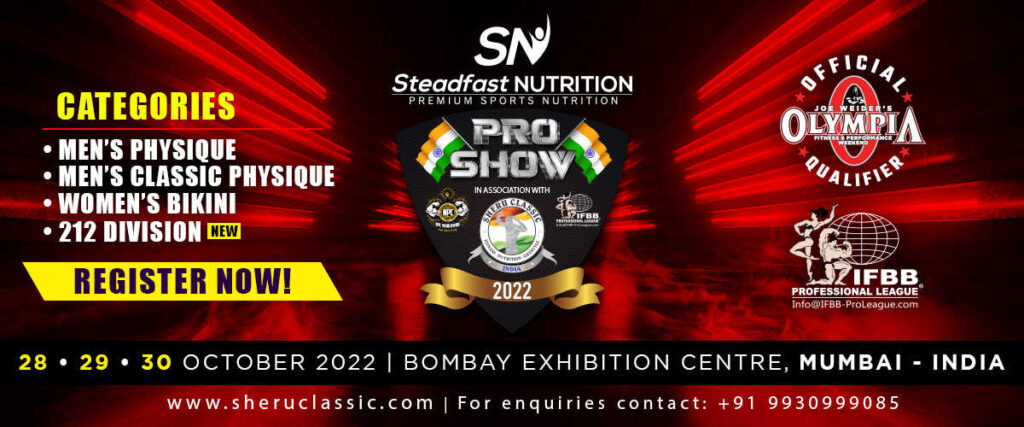 SN
Steadfast NUTRITION
PREMIUM SPORTS NUTRITION
CATEGORIES
• MEN'S PHYSIQUE
• MEN'S CLASSIC PHYSIQUE
• WOMEN'S BIKINI
• 212 DIVISION NEW
REGISTER NOW!
PRO
SHOW
IN ASSOCIATION WITH
NPC
SHERU CLASSIC
INDIA
IFBB
PROFESSIONAL LEAGUE
2022
OFFICIAL
JOE WEIDER'S
OLYMPIA
FITNESS & PERFORMANCE
WEEKEND
QUALIFIER
IFBB
PROFESSIONAL LEAGUE®
Info@IFBB-ProLeague.com
28 • 29 • 30 OCTOBER 2022 | BOMBAY EXHIBITION CENTRE, MUMBAI - INDIA
www.sheruclassic.com | For enquiries contact: +91 9930999085